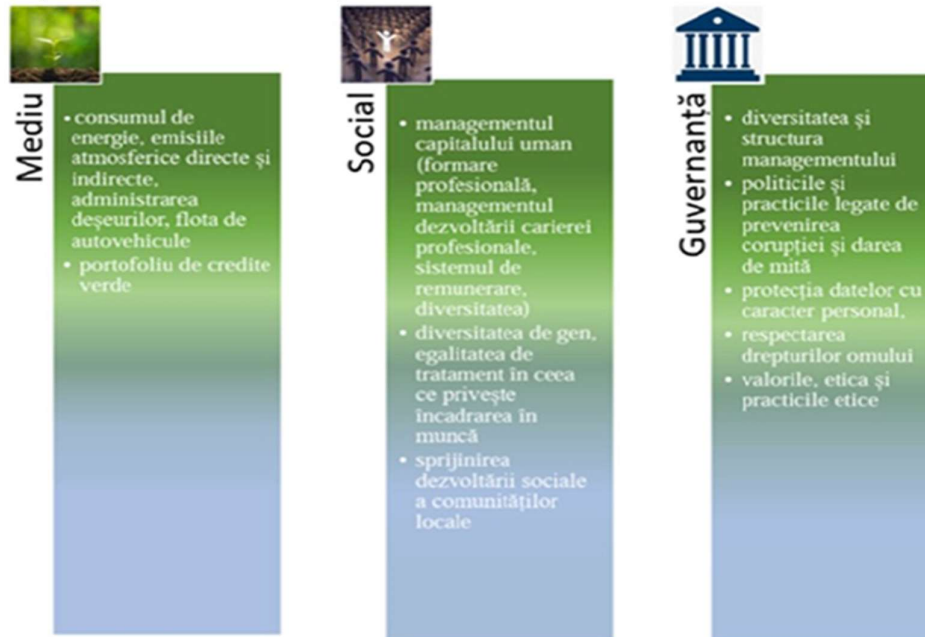 Mediu
• consumul de
energie, emisiile
atmosferice directe și
indirecte,
administrarea
deșeurilor, flota de
autovehicule
• portofoliu de credite
verde
Social
• managementul
capitalului uman
(formare
profesională,
managementul
dezvoltării carierei
profesionale,
sistemul de
remunerare,
diversitatea)
• diversitatea de gen,
egalitatea de
tratament în ceea
ce privește
încadrarea în
muncă
• sprijinirea
dezvoltării sociale
a comunităților
locale
Guvernanță
• diversitatea și
structura
managementului
• politicile și
practicile legate de
prevenirea
corupției și darea
de mită
• protecția datelor cu
caracter personal,
• respectarea
drepturilor omului
• valorile, etica și
practicile etice